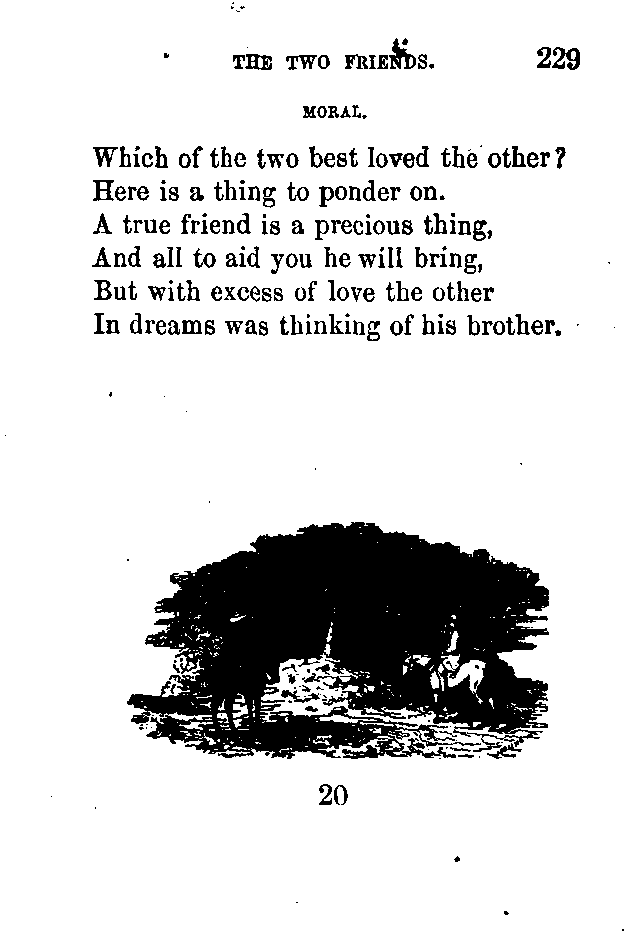 THE TWO FRIENDS. 229
MORAL.
Which of the two best loved the other?
Here is a thing to ponder on.
A true friend is a precious thing,
And all to aid you he will bring,
But with excess of love the other
In dreams was thinking of his brother.
20